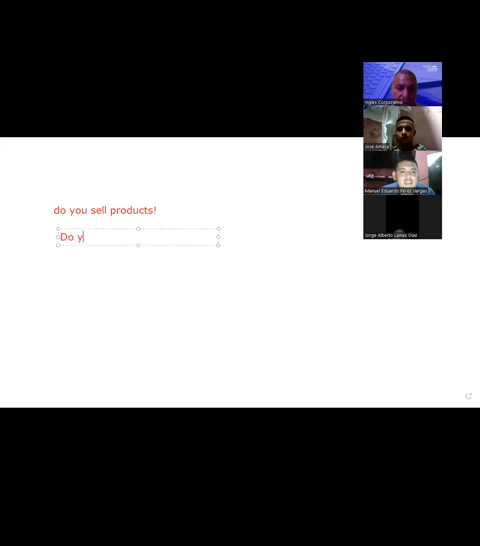 Ingles Corporativo
Jose Amaya
Manuel Eduardo Perez Vargas
Jorge Alberto Lainez Diaz
do you sell products!
Do y